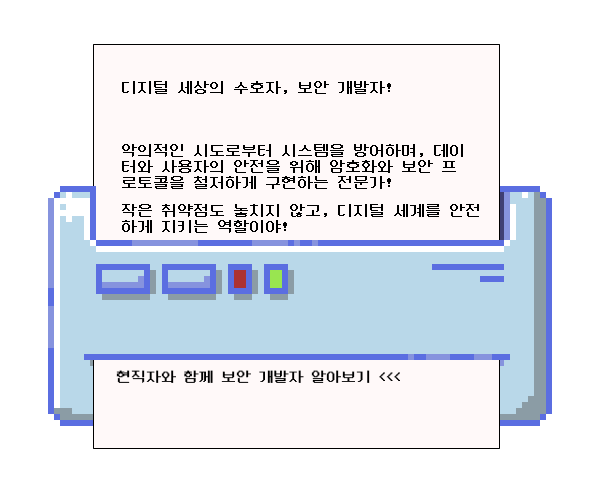 디지털 세상의 수호자, 보안 개발자!
악의적인 시도로부터 시스템을 방어하며, 데이
터와 사용자의 안전을 위해 암호화와 보안 프
로토콜을 철저하게 구현하는 전문가!
작은 취약점도 놓치지 않고, 디지털 세계를 안전
하게 지키는 역할이야!
현직자와 함께 보안 개발자 알아보기 <<<